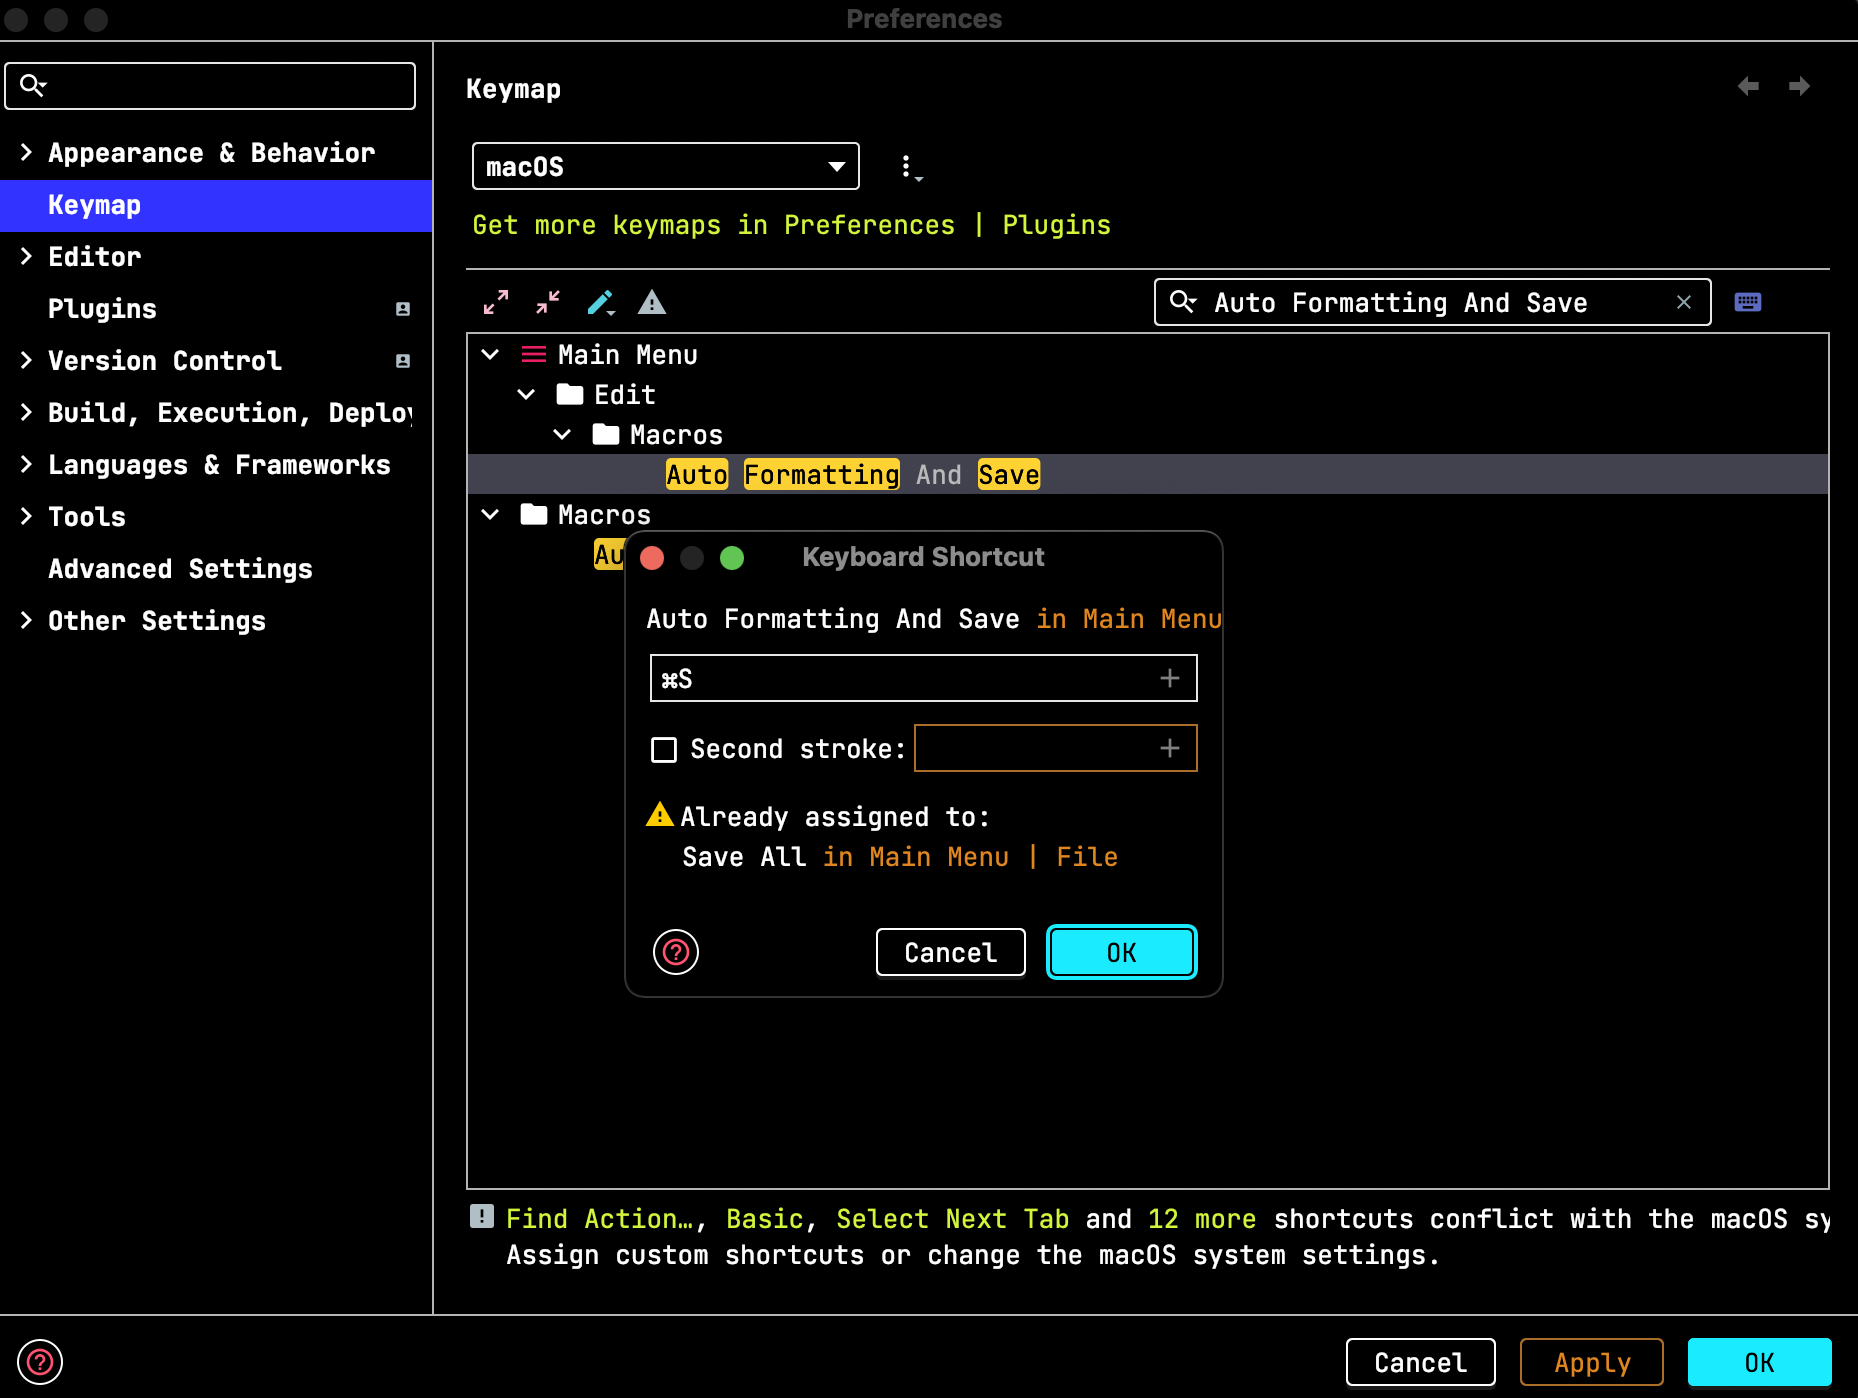 Preferences
Appearance & Behavior
Keymap
Editor
Plugins
Version Control
Build, Execution, Deploy
Languages & Frameworks
Tools
Advanced Settings
Other Settings
Keymap
macOS
Get more keymaps in Preferences | Plugins
Auto Formatting And Save
Main Menu
Edit
Macros
Auto Formatting And Save
Macros
Au
Keyboard Shortcut
Auto Formatting And Save in Main Menu
⌘S
Second stroke:
Already assigned to:
Save All in Main Menu | File
Cancel
OK
Find Action…, Basic, Select Next Tab and 12 more shortcuts conflict with the macOS sy
Assign custom shortcuts or change the macOS system settings.
Cancel
Apply
OK